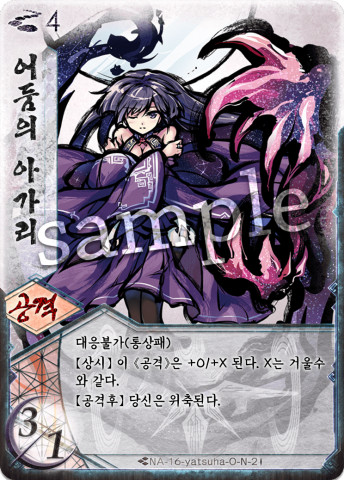 4
어둠의 아가리
sample
공격
대응불가(통상패)
【상시】 이 《공격》은 +0/+X 된다. X는 거울수
와 같다.
【공격후】 당신은 위축된다.
3/1
NA-16-yatsuha-O-N-2